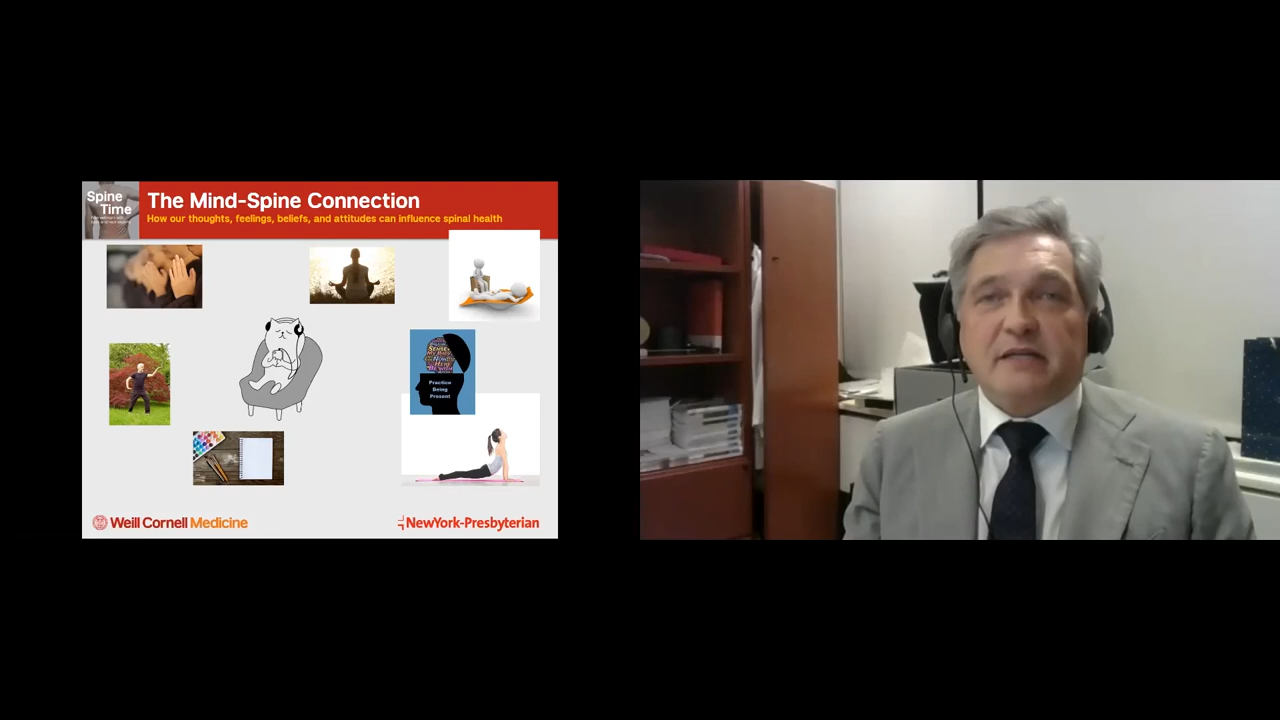 Spine
Time
The Mind-Spine Connection
How our thoughts, feelings, beliefs, and attitudes can influence spinal health
Practice
Being
Present
Weill Cornell Medicine
NewYork-Presbyterian